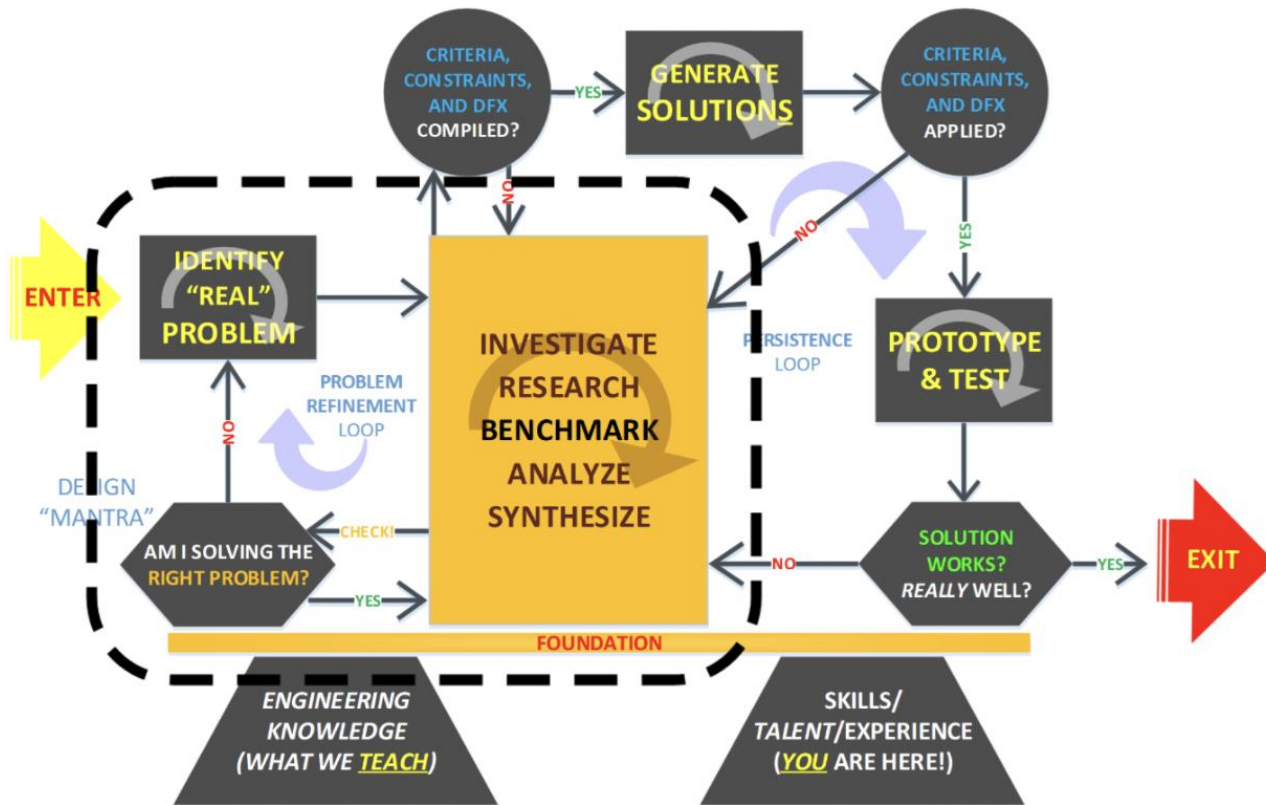 CRITERIA,
CONSTRAINTS,
AND DFX
COMPILED?
YES
GENERATE
SOLUTIONS
CRITERIA,
CONSTRAINTS,
AND DFX
APPLIED?
NO
NO
YES
ENTER
IDENTIFY
“REAL”
PROBLEM
INVESTIGATE
RESEARCH
BENCHMARK
ANALYZE
SYNTHESIZE
PERSISTENCE
LOOP
PROTOTYPE
& TEST
PROBLEM
REFINEMENT
LOOP
NO
DESIGN
“MANTRA”
AM I SOLVING THE
RIGHT PROBLEM?
CHECK!
YES
NO
SOLUTION
WORKS?
REALLY WELL?
YES
EXIT
FOUNDATION
ENGINEERING
KNOWLEDGE
(WHAT WE TEACH)
SKILLS/
TALENT/EXPERIENCE
(YOU ARE HERE!)